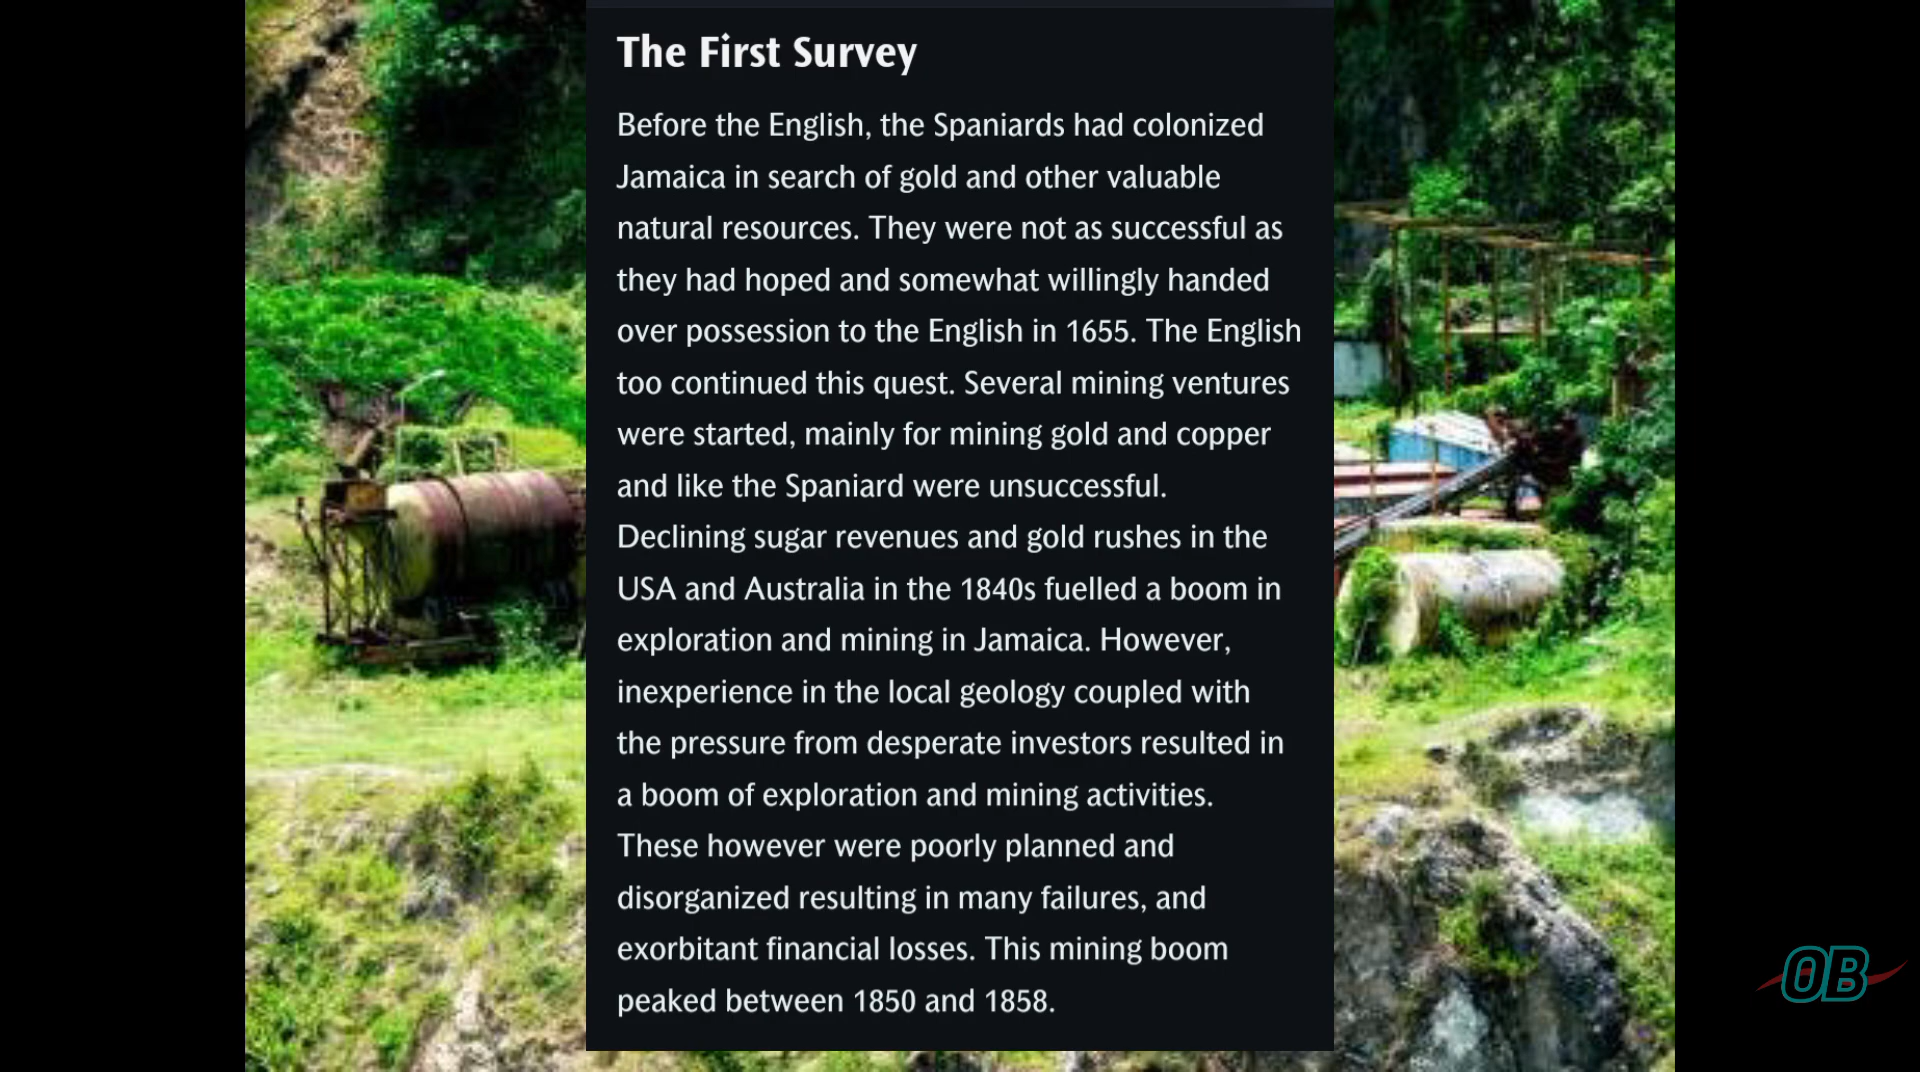 The First Survey
Before the English, the Spaniards had colonized
Jamaica in search of gold and other valuable
natural resources. They were not as successful as
they had hoped and somewhat willingly handed
over possession to the English in 1655. The English
too continued this quest. Several mining ventures
were started, mainly for mining gold and copper
and like the Spaniard were unsuccessful.
Declining sugar revenues and gold rushes in the
USA and Australia in the 1840s fuelled a boom in
exploration and mining in Jamaica. However,
inexperience in the local geology coupled with
the pressure from desperate investors resulted in
a boom of exploration and mining activities.
These however were poorly planned and
disorganized resulting in many failures, and
exorbitant financial losses. This mining boom
peaked between 1850 and 1858.
OB